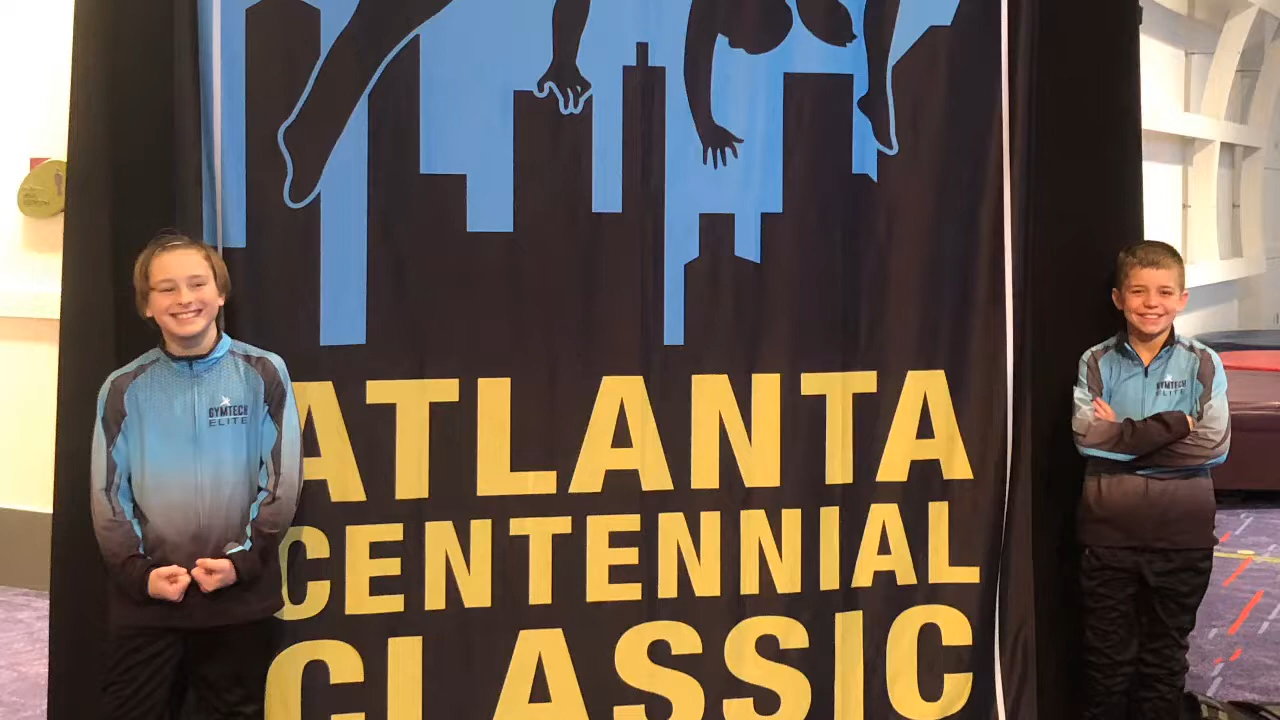 ATLANTA
CENTENNIAL
CLASSIC
GYMTECH
ELITE
GYMTECH
ELITE